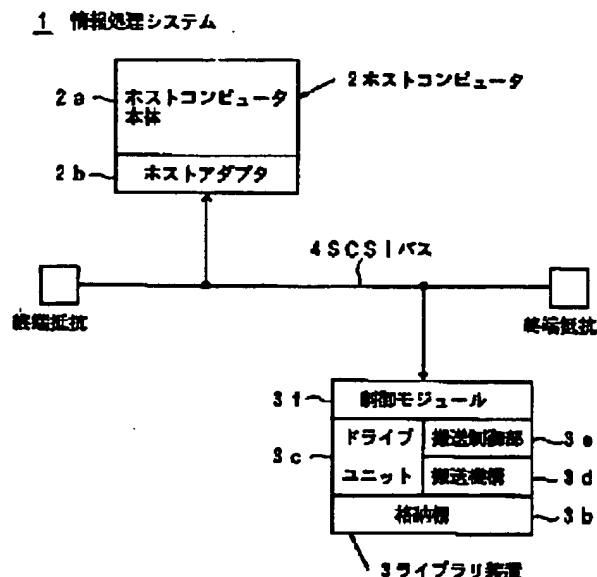 1 情報処理システム
2a ホストコンピュータ 2ホストコンピュータ
本体
2b ホストアダプタ
4SCSIバス
終端抵抗 終端抵抗
3f 制御モジュール
ドライブ 搬送制御部 3e
3c
ユニット 搬送機構 3d
格納棚 3b
3ライブラリ装置